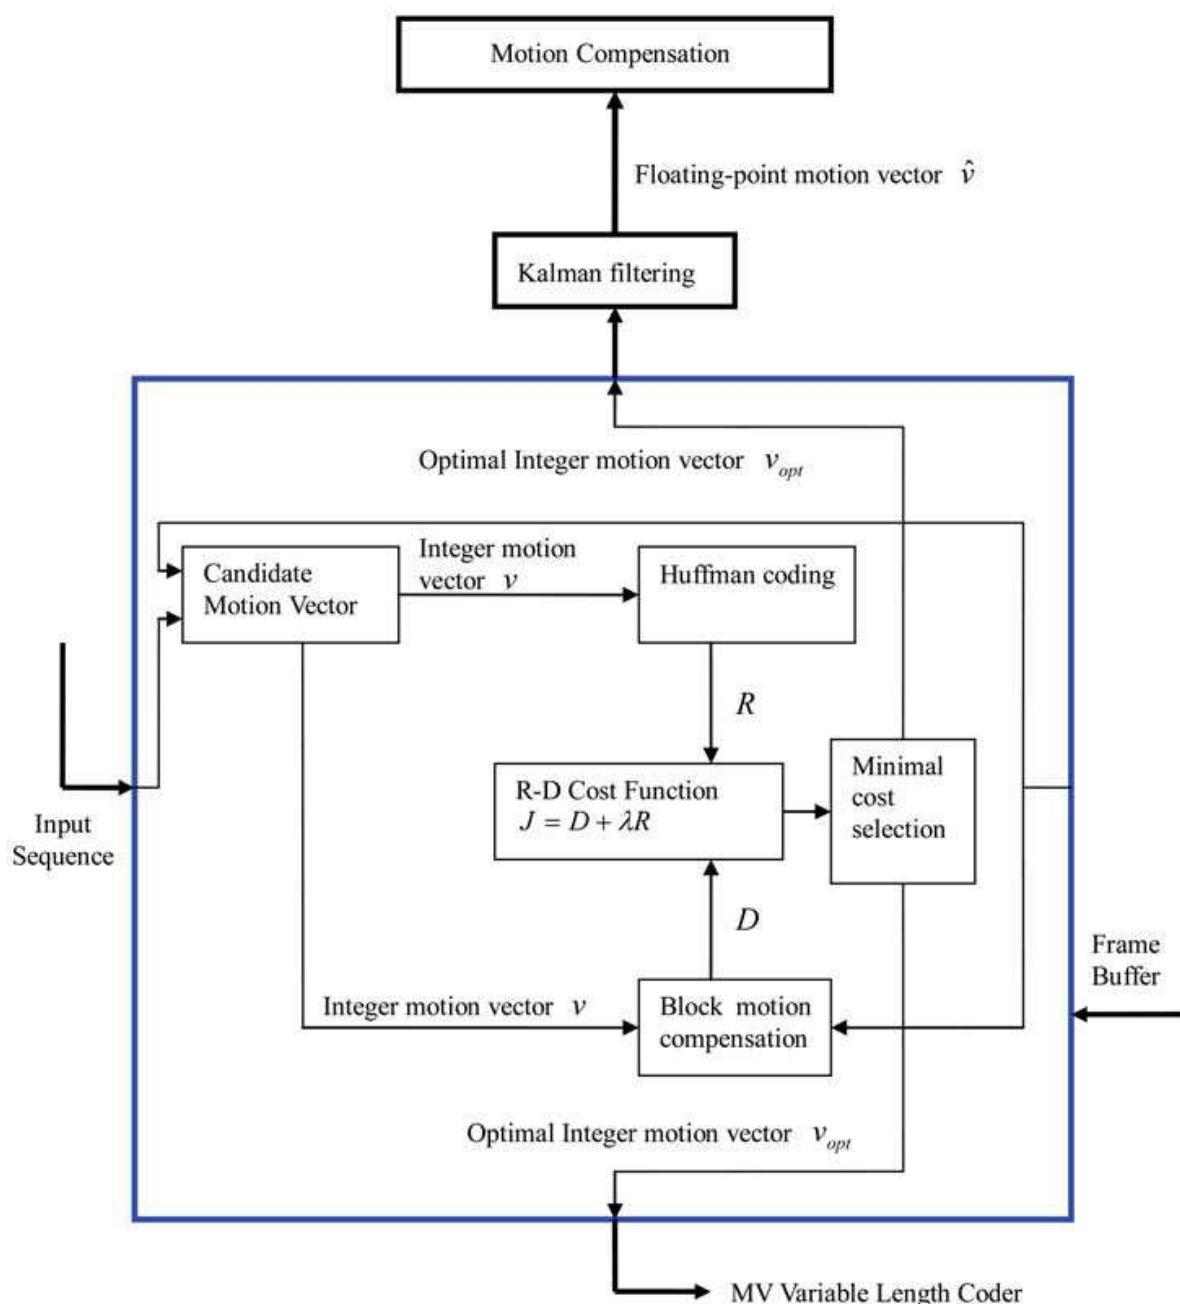 Motion Compensation
Floating-point motion vector v̂
Kalman filtering
Optimal Integer motion vector v_opt
Candidate
Motion Vector
Integer motion
vector v
Huffman coding
R
R-D Cost Function
J = D + λR
Minimal
cost
selection
Input
Sequence
D
Frame
Buffer
Integer motion vector v
Block motion
compensation
Optimal Integer motion vector v_opt
MV Variable Length Coder